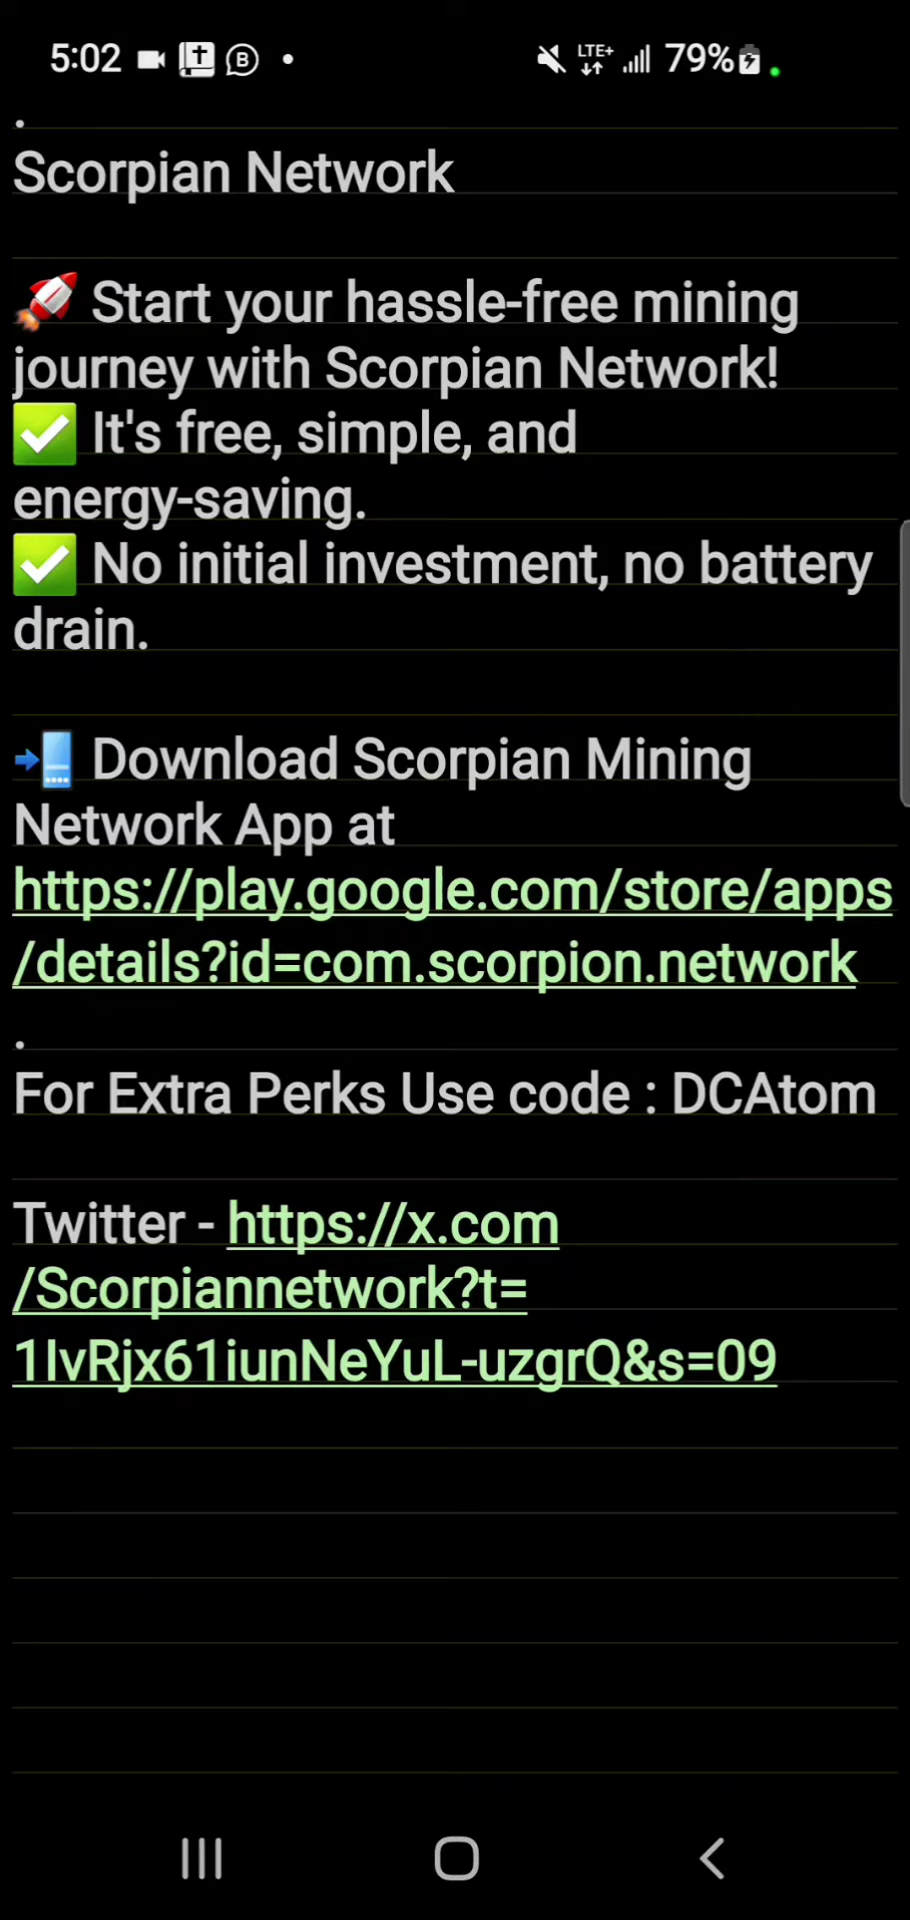 5:02 B LTE+ 79%
.
Scorpian Network
🚀 Start your hassle-free mining
journey with Scorpian Network!
✅ It's free, simple, and
energy-saving.
✅ No initial investment, no battery
drain.
📲 Download Scorpian Mining
Network App at
https://play.google.com/store/apps
/details?id=com.scorpion.network
.
For Extra Perks Use code : DCAtom
Twitter - https://x.com
/Scorpiannetwork?t=
1IvRjx61iunNeYuL-uzgrQ&s=09